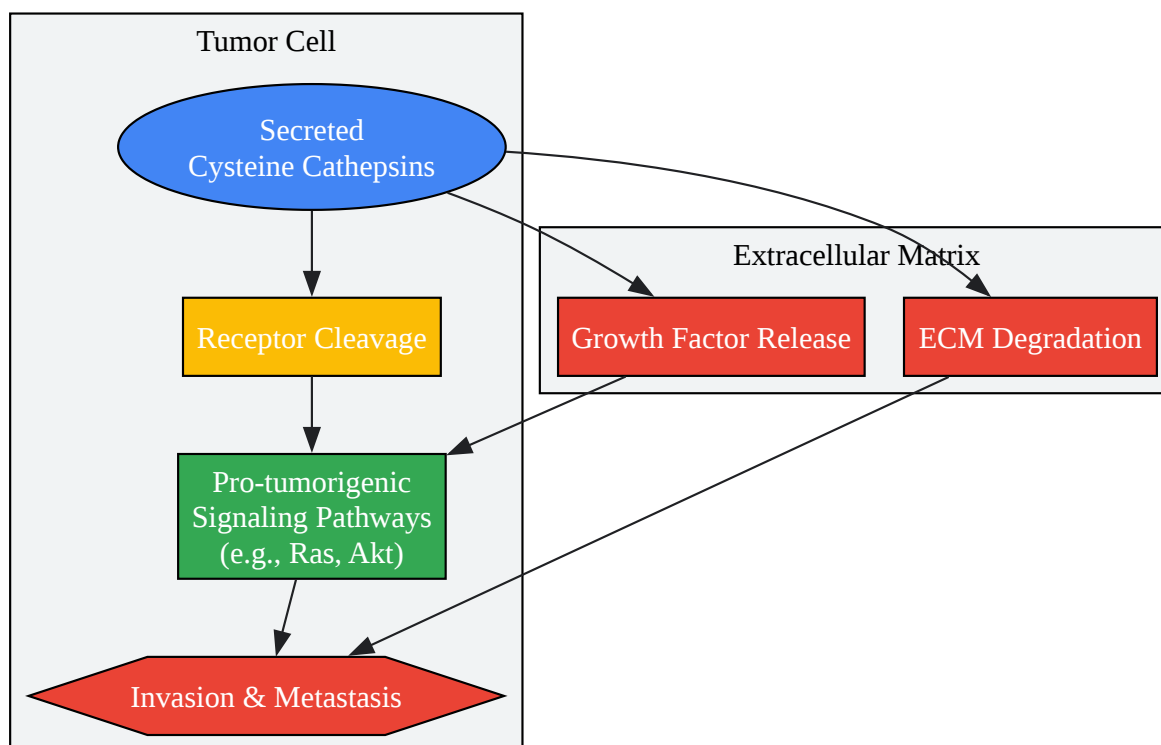 Tumor Cell
Secreted
Cysteine Cathepsins
Extracellular Matrix
Receptor Cleavage
Growth Factor Release
ECM Degradation
Pro-tumorigenic
Signaling Pathways
(e.g., Ras, Akt)
Invasion & Metastasis